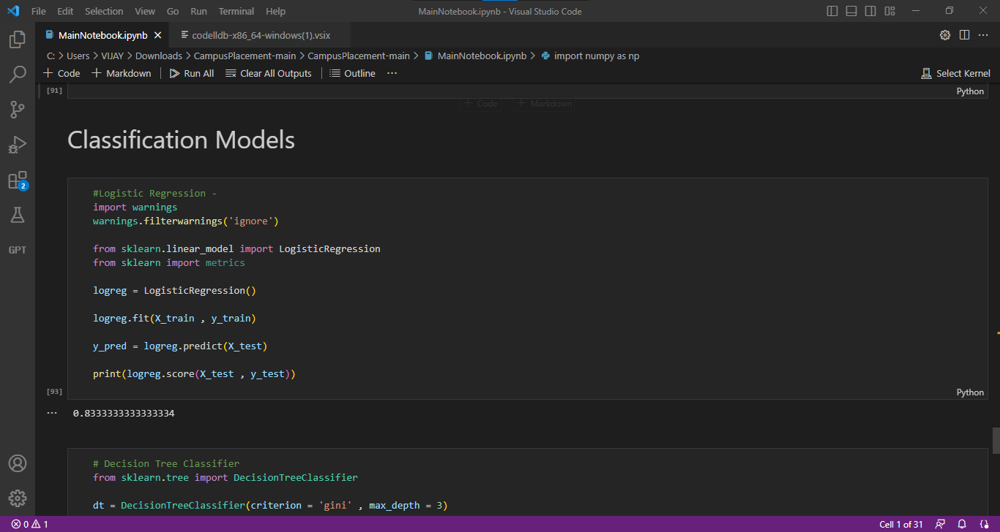 File Edit Selection View Go Run Terminal Help MainNotebook.ipynb - Visual Studio Code
MainNotebook.ipynb codelldb-x86_64-windows(1).vsix
C: > Users > VIJAY > Downloads > CampusPlacement-main > CampusPlacement-main > MainNotebook.ipynb > import numpy as np
+ Code + Markdown Run All Clear All Outputs Outline ... Select Kernel
[91] Python
+ Code + Markdown
Classification Models
#Logistic Regression -
import warnings
warnings.filterwarnings('ignore')
from sklearn.linear_model import LogisticRegression
from sklearn import metrics
logreg = LogisticRegression()
logreg.fit(X_train , y_train)
y_pred = logreg.predict(X_test)
print(logreg.score(X_test , y_test))
[93] Python
... 0.8333333333333334
# Decision Tree Classifier
from sklearn.tree import DecisionTreeClassifier
dt = DecisionTreeClassifier(criterion = 'gini' , max_depth = 3)
2
GPT
0 1 Cell 1 of 31